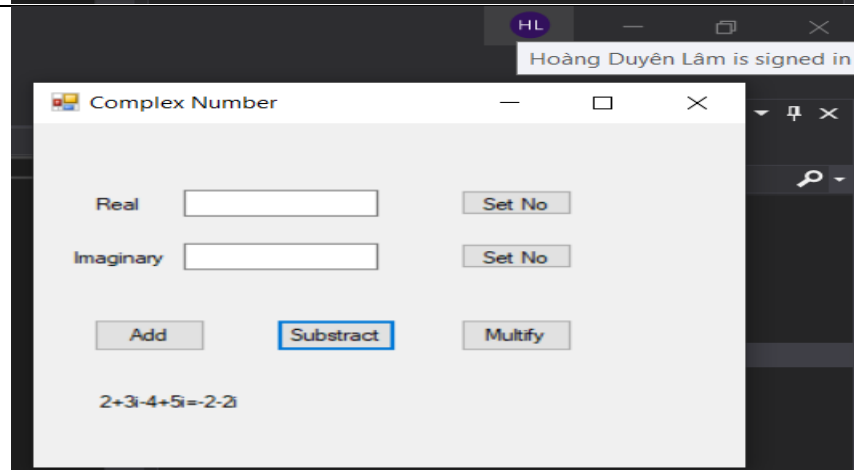 HL
Hoàng Duyên Lâm is signed in
Complex Number
Real Set No
Imaginary Set No
Add Substract Multify
2+3i-4+5i=-2-2i